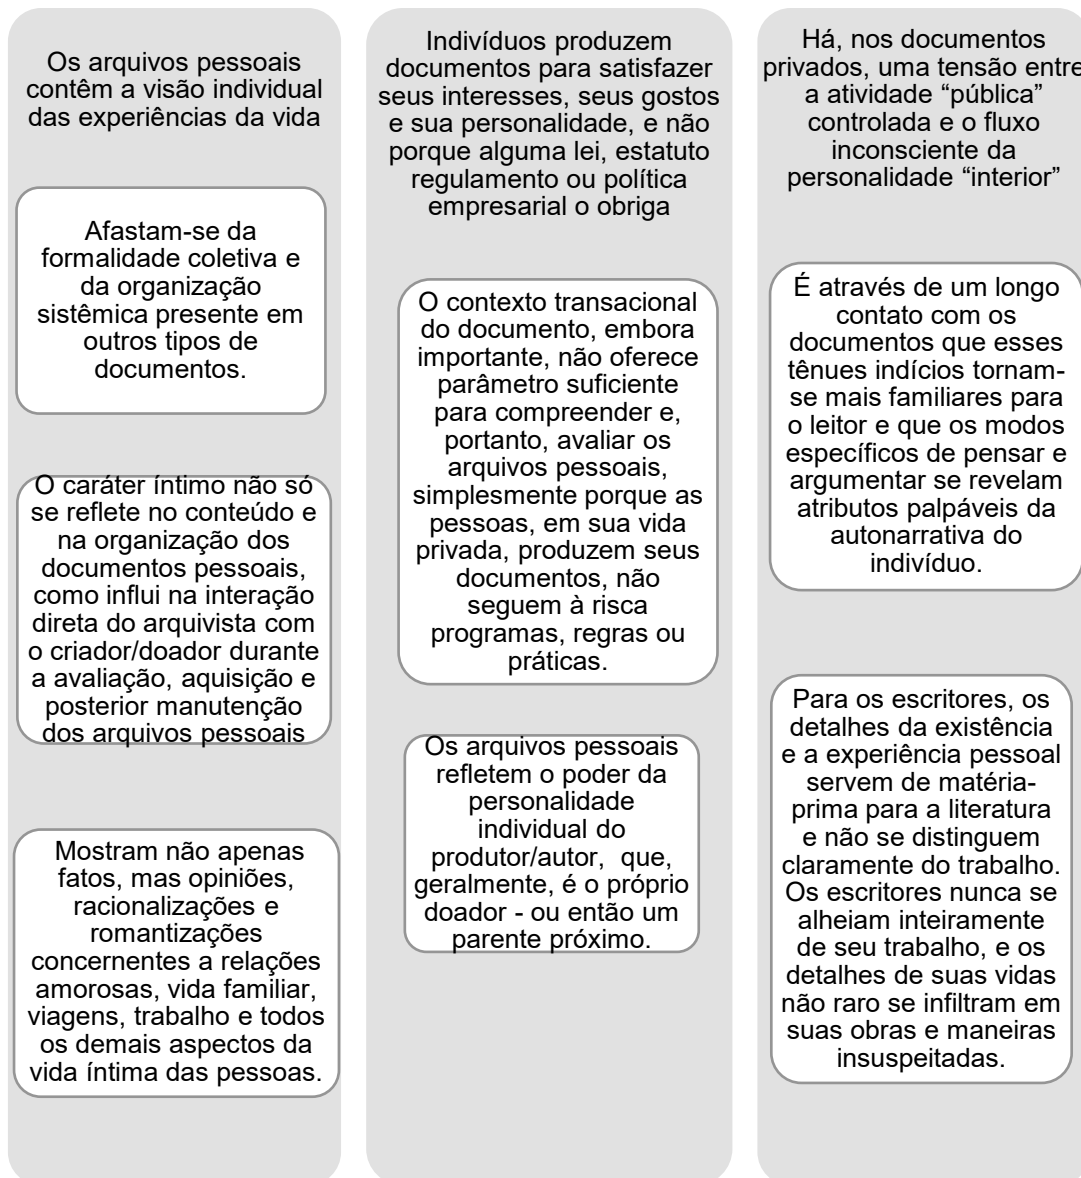 Os arquivos pessoais
contêm a visão individual
das experiências da vida
Afastam-se da
formalidade coletiva e
da organização
sistêmica presente em
outros tipos de
documentos.
O caráter íntimo não só
se reflete no conteúdo e
na organização dos
documentos pessoais,
como influi na interação
direta do arquivista com
o criador/doador durante
a avaliação, aquisição e
posterior manutenção
dos arquivos pessoais
Mostram não apenas
fatos, mas opiniões,
racionalizações e
romantizações
concernentes a relações
amorosas, vida familiar,
viagens, trabalho e todos
os demais aspectos da
vida íntima das pessoas.
Indivíduos produzem
documentos para satisfazer
seus interesses, seus gostos
e sua personalidade, e não
porque alguma lei, estatuto
regulamento ou política
empresarial o obriga
O contexto transacional
do documento, embora
importante, não oferece
parâmetro suficiente
para compreender e,
portanto, avaliar os
arquivos pessoais,
simplesmente porque as
pessoas, em sua vida
privada, produzem seus
documentos, não
seguem à risca
programas, regras ou
práticas.
Os arquivos pessoais
refletem o poder da
personalidade
individual do
produtor/autor, que,
geralmente, é o próprio
doador - ou então um
parente próximo.
Há, nos documentos
privados, uma tensão entre
a atividade “pública”
controlada e o fluxo
inconsciente da
personalidade “interior”
É através de um longo
contato com os
documentos que esses
tênues indícios tornam-
se mais familiares para
o leitor e que os modos
específicos de pensar e
argumentar se revelam
atributos palpáveis da
autonarrativa do
indivíduo.
Para os escritores, os
detalhes da existência
e a experiência pessoal
servem de matéria-
prima para a literatura
e não se distinguem
claramente do trabalho.
Os escritores nunca se
alheiam inteiramente
de seu trabalho, e os
detalhes de suas vidas
não raro se infiltram em
suas obras e maneiras
insuspeitadas.